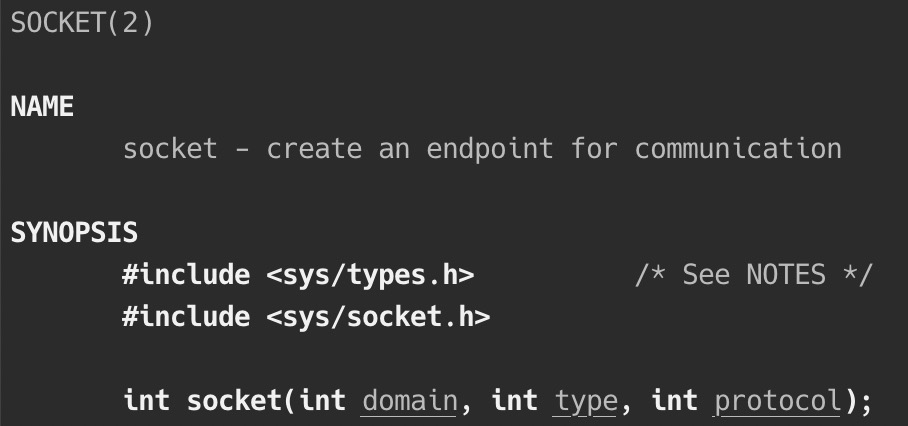 SOCKET(2)
NAME
socket - create an endpoint for communication
SYNOPSIS
#include <sys/types.h> /* See NOTES */
#include <sys/socket.h>
int socket(int domain, int type, int protocol);